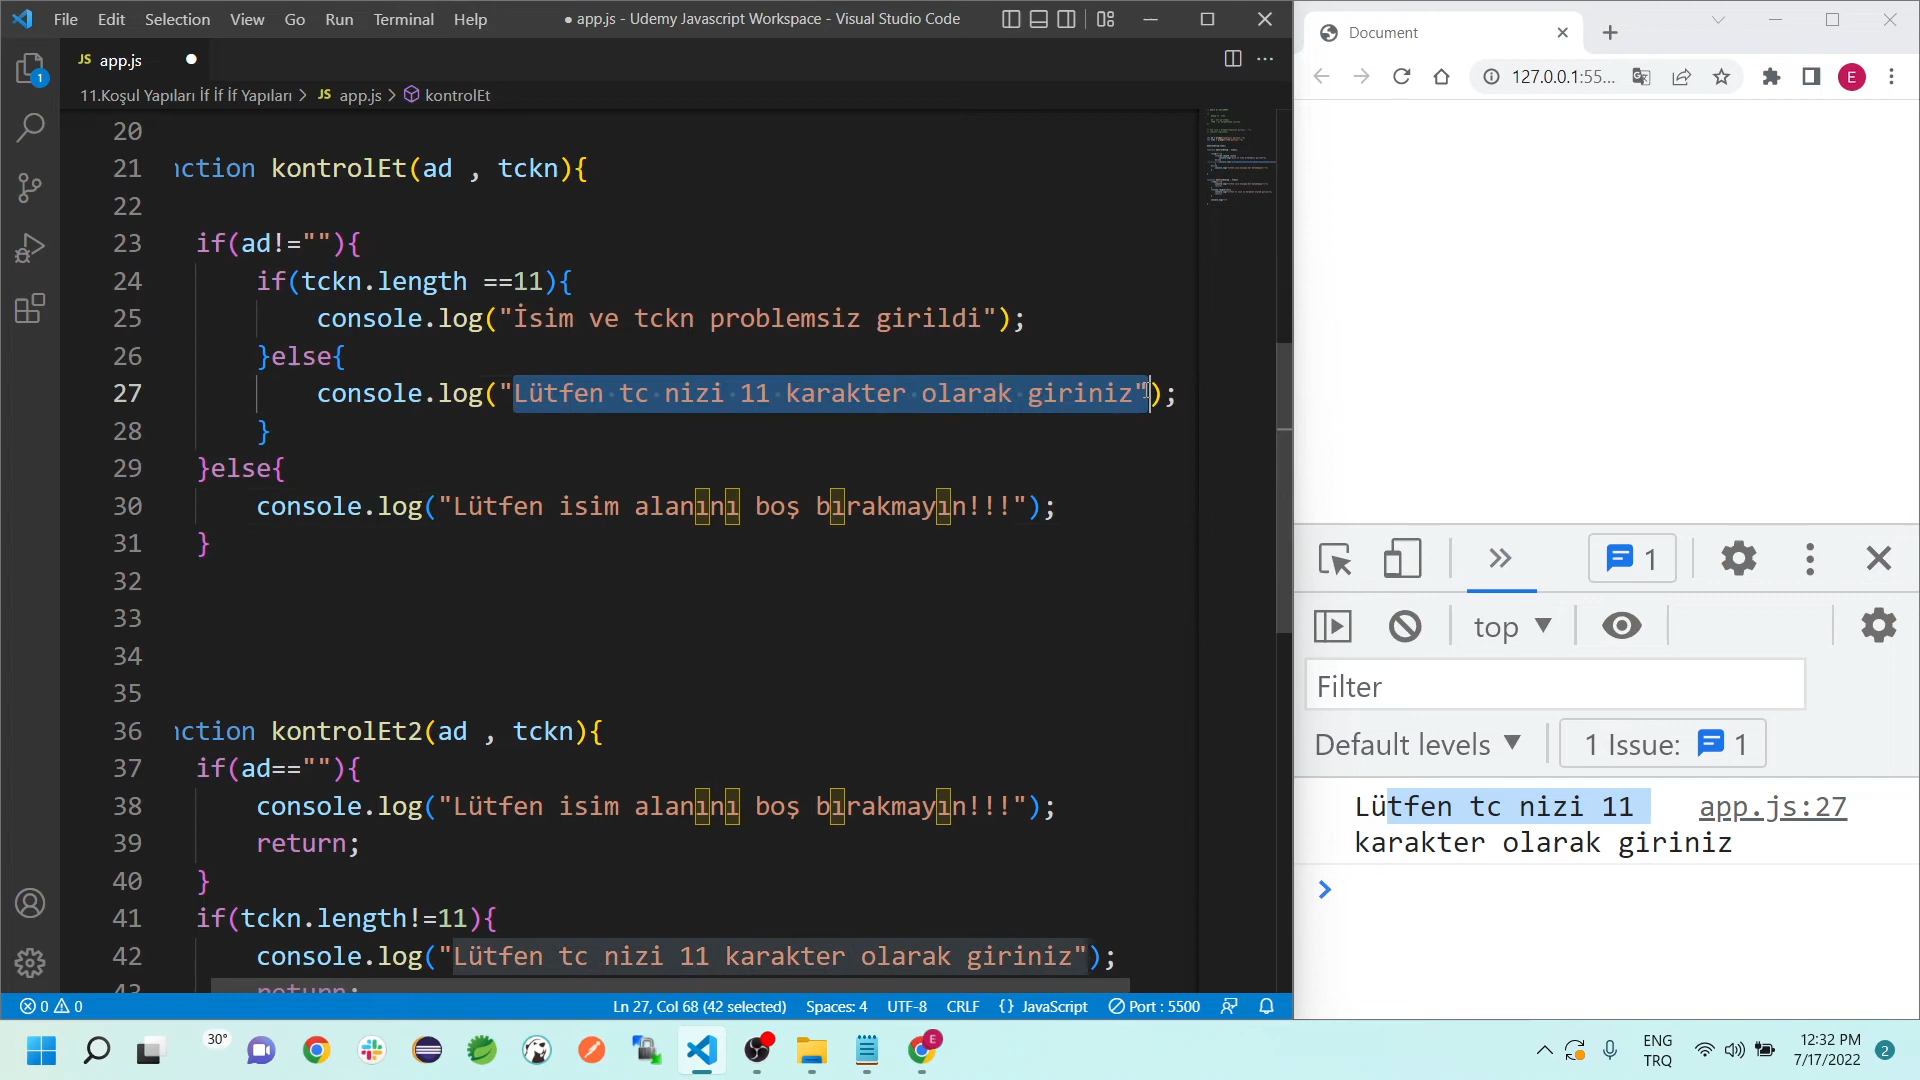 File Edit Selection View Go Run Terminal Help
● app.js - Udemy Javascript Workspace - Visual Studio Code
JS app.js ●
11.Koşul Yapıları İf İf İf Yapıları > JS app.js > kontrolEt
20
21 nction kontrolEt(ad , tckn){
22
23 if(ad!=""){
24 if(tckn.length ==11){
25 console.log("İsim ve tckn problemsiz girildi");
26 }else{
27 console.log("Lütfen tc nizi 11 karakter olarak giriniz");
28 }
29 }else{
30 console.log("Lütfen isim alanını boş bırakmayın!!!");
31 }
32
33
34
35
36 nction kontrolEt2(ad , tckn){
37 if(ad==""){
38 console.log("Lütfen isim alanını boş bırakmayın!!!");
39 return;
40 }
41 if(tckn.length!=11){
42 console.log("Lütfen tc nizi 11 karakter olarak giriniz");
43 return;
1
0 0 Ln 27, Col 68 (42 selected) Spaces: 4 UTF-8 CRLF {} JavaScript Port : 5500
Document
127.0.0.1:55... E
1
top
Filter
Default levels 1 Issue: 1
Lütfen tc nizi 11 app.js:27
karakter olarak giriniz
30°
E
ENG
TRQ
12:32 PM
7/17/2022
2